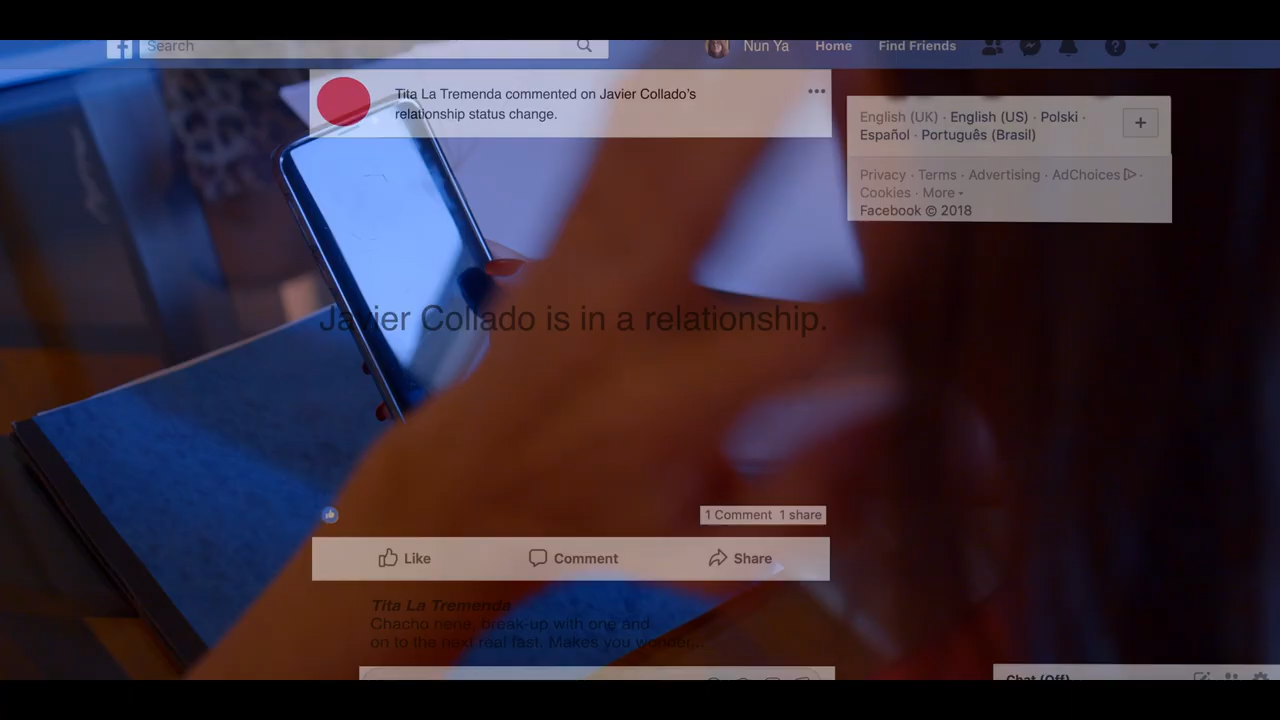 Search
Nun Ya Home Find Friends
Tita La Tremenda commented on Javier Collado's
relationship status change.
English (UK) · English (US) · Polski ·
Español · Português (Brasil)
+
Privacy · Terms · Advertising · AdChoices ·
Cookies · More
Facebook © 2018
Javier Collado is in a relationship.
1 Comment 1 share
Like Comment Share
Tita La Tremenda
Chacho nene, break-up with one and
on to the next real fast. Makes you wonder...
Chat (Off)